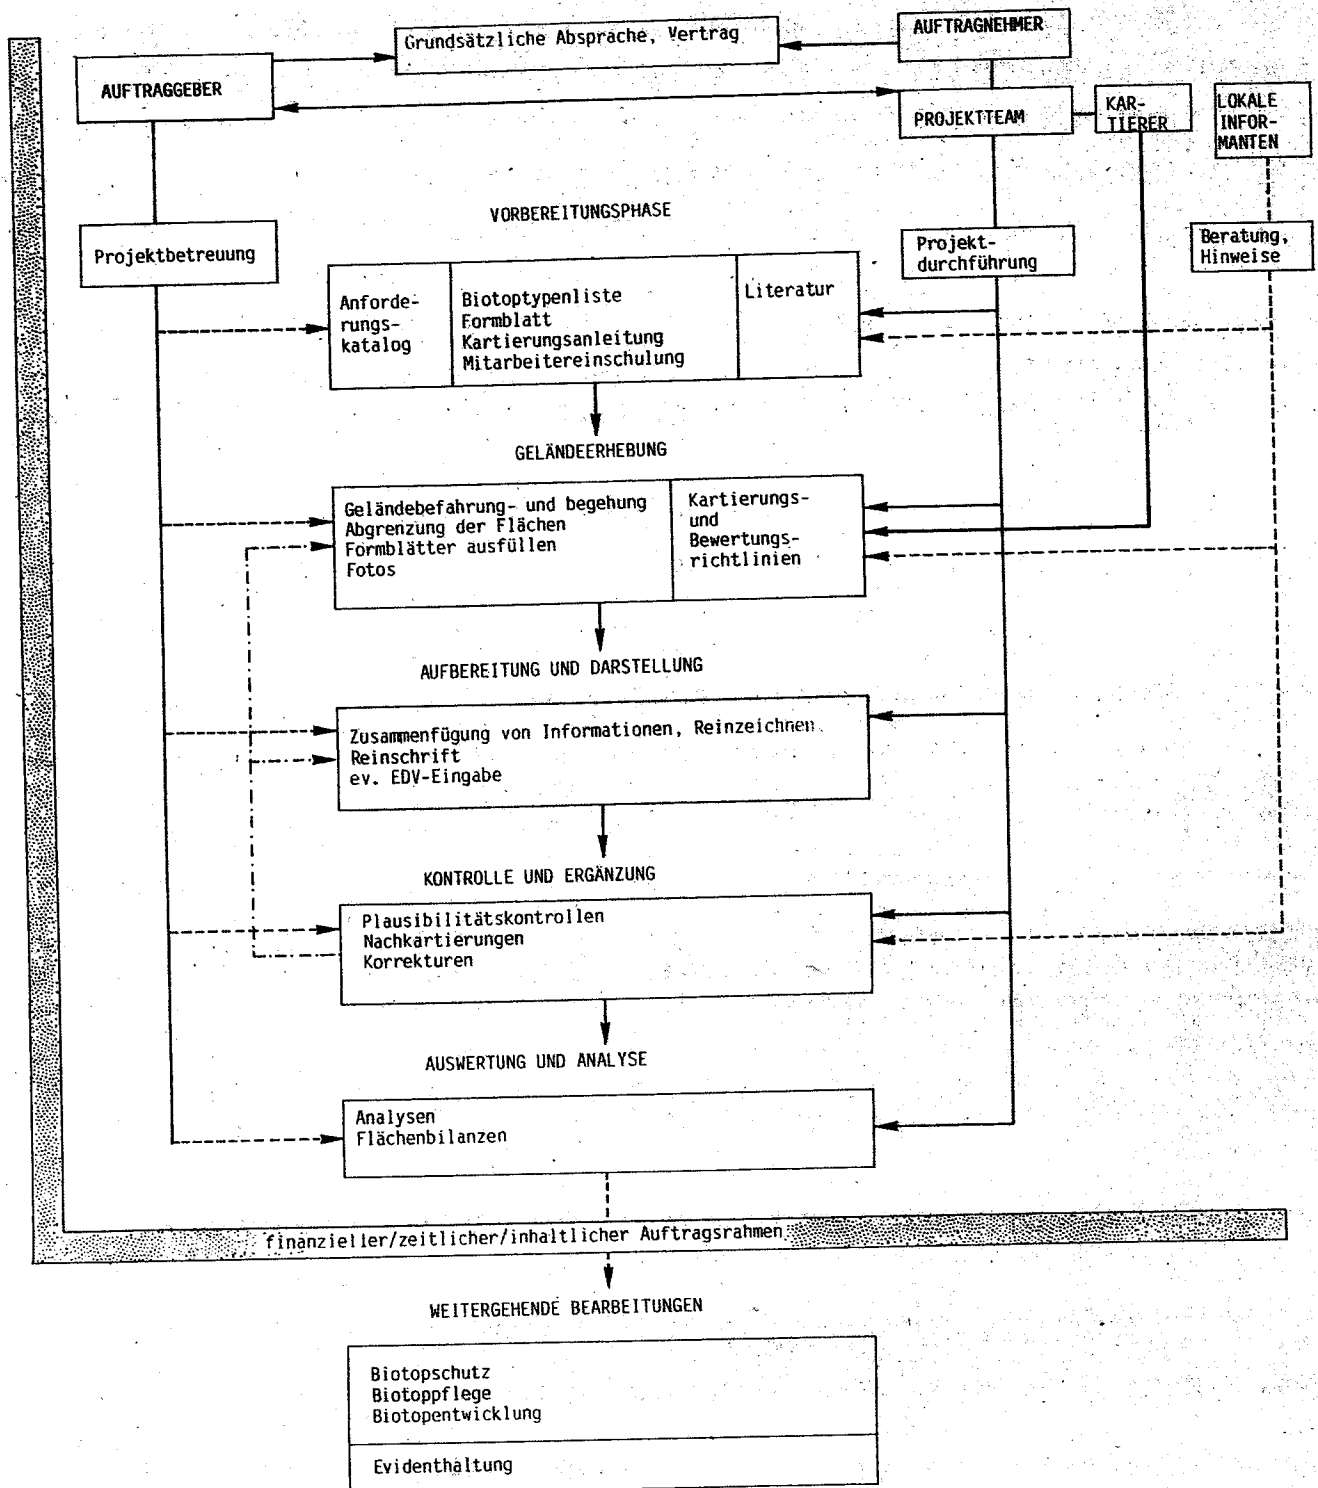 Grundsätzliche Absprache, Vertrag
AUFTRAGNEHMER
AUFTRAGGEBER
PROJEKTTEAM
KAR-
TIERER
LOKALE
INFOR-
MANTEN
VORBEREITUNGSPHASE
Projektbetreuung
Projekt-
durchführung
Beratung,
Hinweise
Anforde-
rungs-
katalog
Biotoptypenliste
Formblatt
Kartierungsanleitung
Mitarbeitereinschulung
Literatur
GELÄNDEERHEBUNG
Geländebefahrung- und begehung
Abgrenzung der Flächen
Formblätter ausfüllen
Fotos
Kartierungs-
und
Bewertungs-
richtlinien
AUFBEREITUNG UND DARSTELLUNG
Zusammenfügung von Informationen, Reinzeichnen
Reinschrift
ev. EDV-Eingabe
KONTROLLE UND ERGÄNZUNG
Plausibilitätskontrollen
Nachkartierungen
Korrekturen
AUSWERTUNG UND ANALYSE
Analysen
Flächenbilanzen
finanzieller/zeitlicher/inhaltlicher Auftragsrahmen
WEITERGEHENDE BEARBEITUNGEN
Biotopschutz
Biotoppflege
Biotopentwicklung
Evidenthaltung